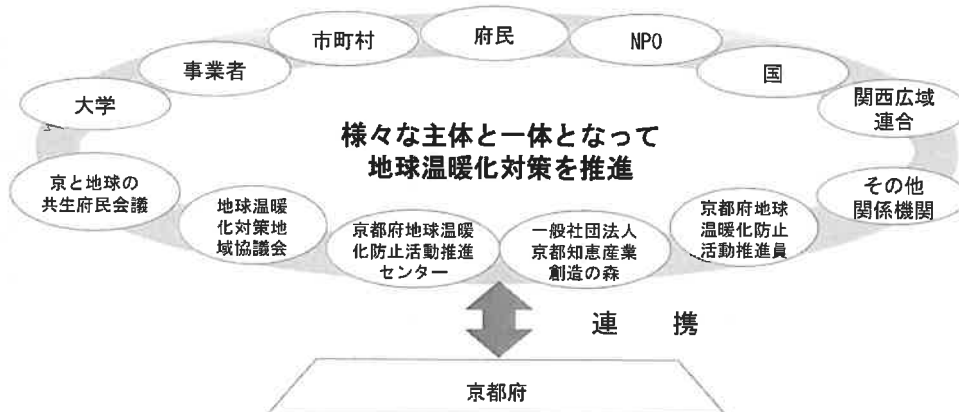 府民
市町村
NPO
事業者
国
大学
関西広域
連合
様々な主体と一体となって
地球温暖化対策を推進
京と地球の
共生府民会議
その他
関係機関
地球温暖
化対策地
域協議会
京都府地球温暖
化防止活動推進
センター
一般社団法人
京都知恵産業
創造の森
京都府地球
温暖化防止
活動推進員
連　携
京都府